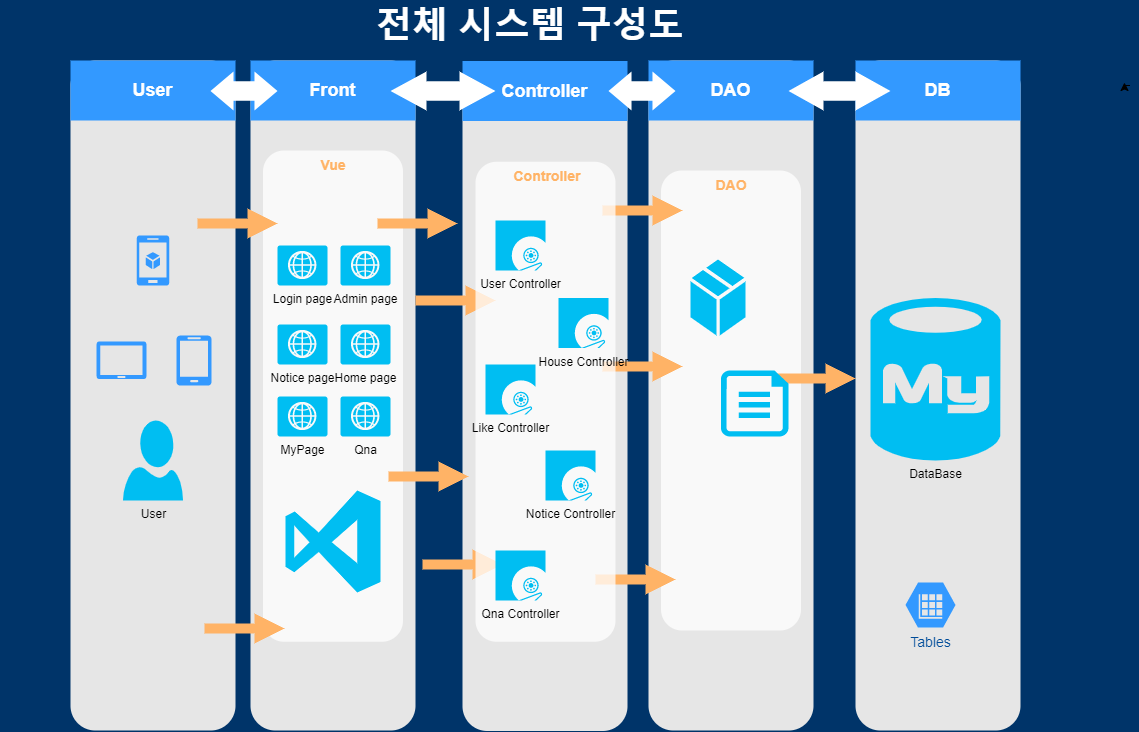 전체 시스템 구성도
User
Front
Controller
DAO
DB
Vue
Login page
Admin page
Notice page
Home page
MyPage
Qna
Controller
User Controller
House Controller
Like Controller
Notice Controller
Qna Controller
DAO
My
DataBase
Tables
User